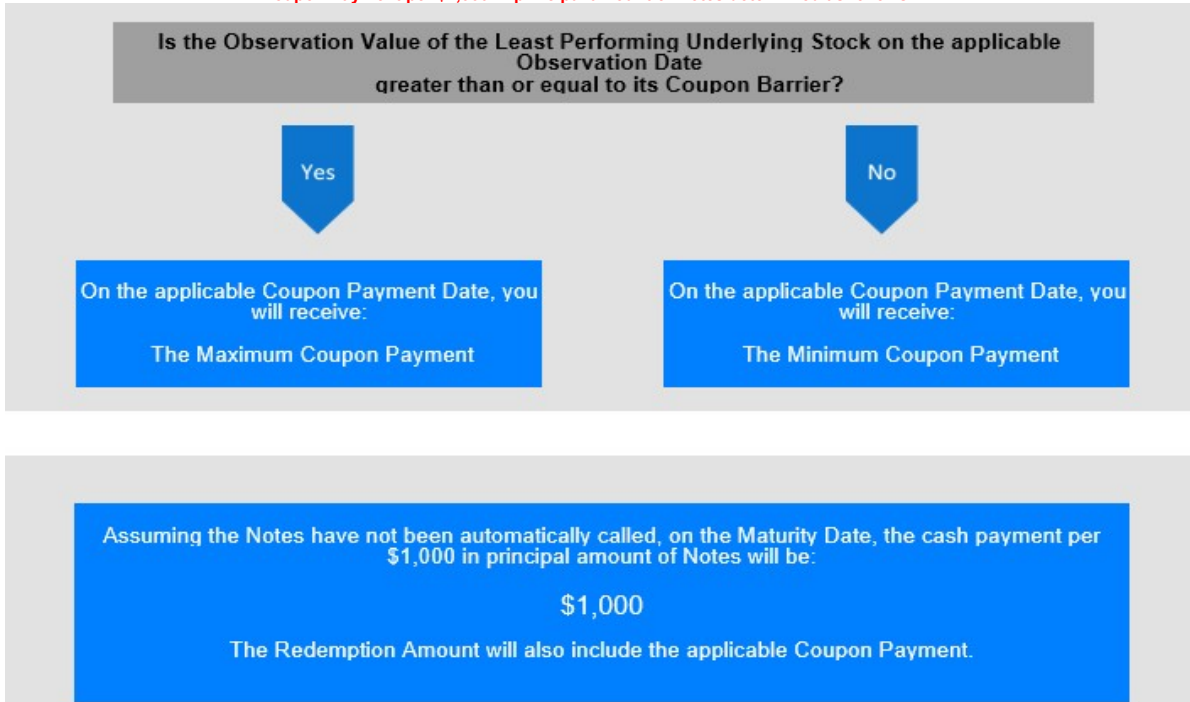 Is the Observation Value of the Least Performing Underlying Stock on the applicable
Observation Date
greater than or equal to its Coupon Barrier?
Yes
No
On the applicable Coupon Payment Date, you
will receive:
The Maximum Coupon Payment
On the applicable Coupon Payment Date, you
will receive:
The Minimum Coupon Payment
Assuming the Notes have not been automatically called, on the Maturity Date, the cash payment per
$1,000 in principal amount of Notes will be:
$1,000
The Redemption Amount will also include the applicable Coupon Payment.